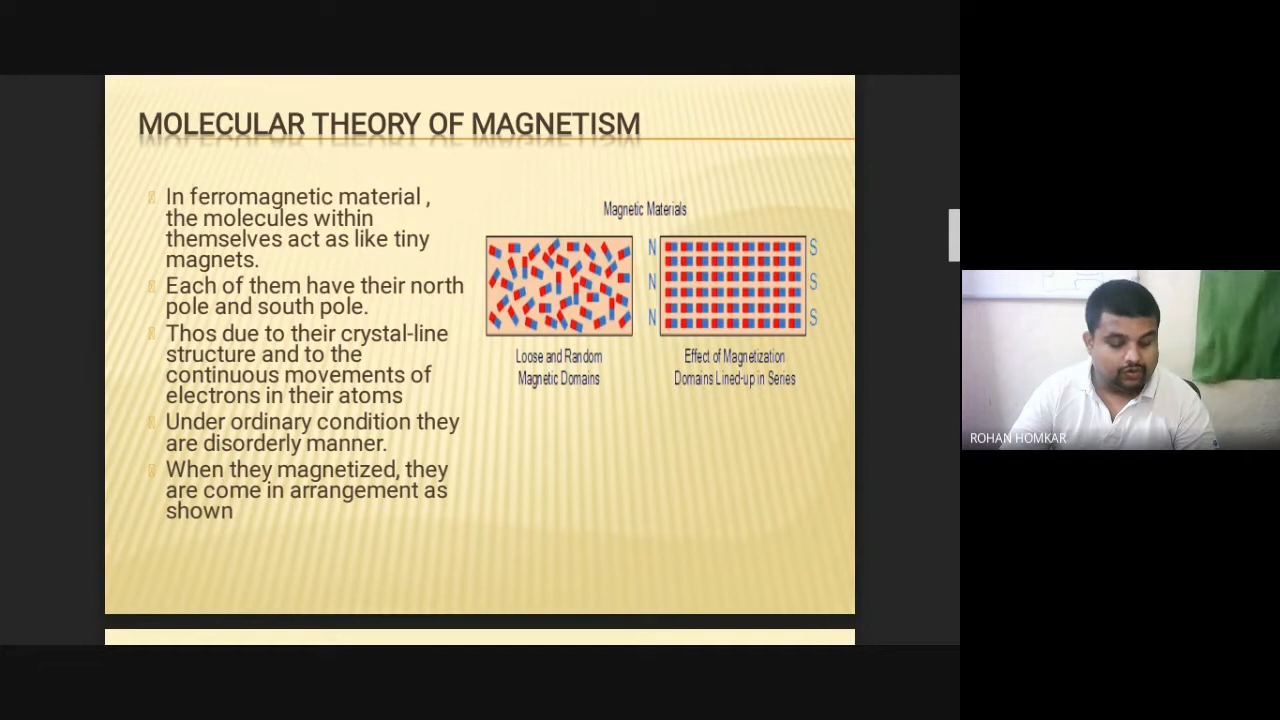 MOLECULAR THEORY OF MAGNETISM
In ferromagnetic material ,
the molecules within
themselves act as like tiny
magnets.
Each of them have their north
pole and south pole.
Thos due to their crystal-line
structure and to the
continuous movements of
electrons in their atoms
Under ordinary condition they
are disorderly manner.
When they magnetized, they
are come in arrangement as
shown
Magnetic Materials
N S
N S
N S
Loose and Random
Magnetic Domains
Effect of Magnetization
Domains Lined-up in Series
ROHAN HOMKAR